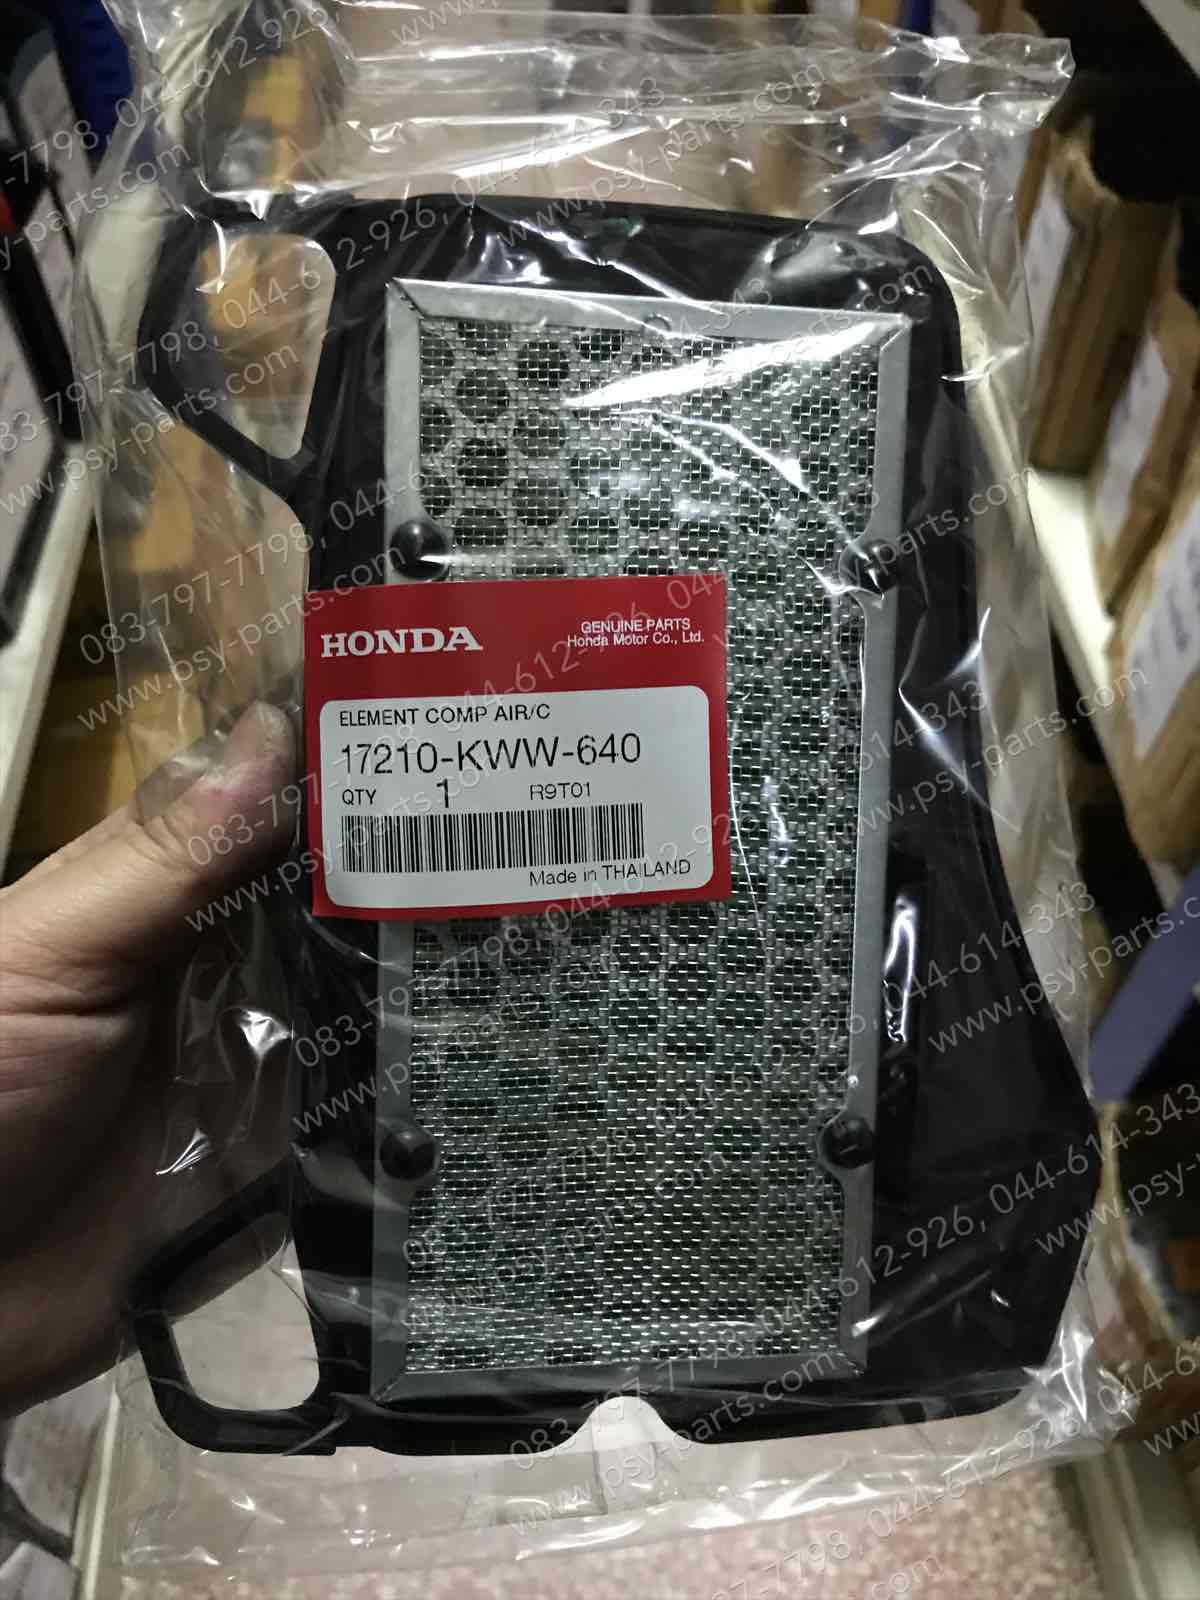 HONDA
GENUINE PARTS
Honda Motor Co., Ltd.
ELEMENT COMP AIR/C
17210-KWW-640
QTY 1 R9T01
Made in THAILAND
083-797-7798, 044-612-926, 044-614-343
www.psy-parts.com